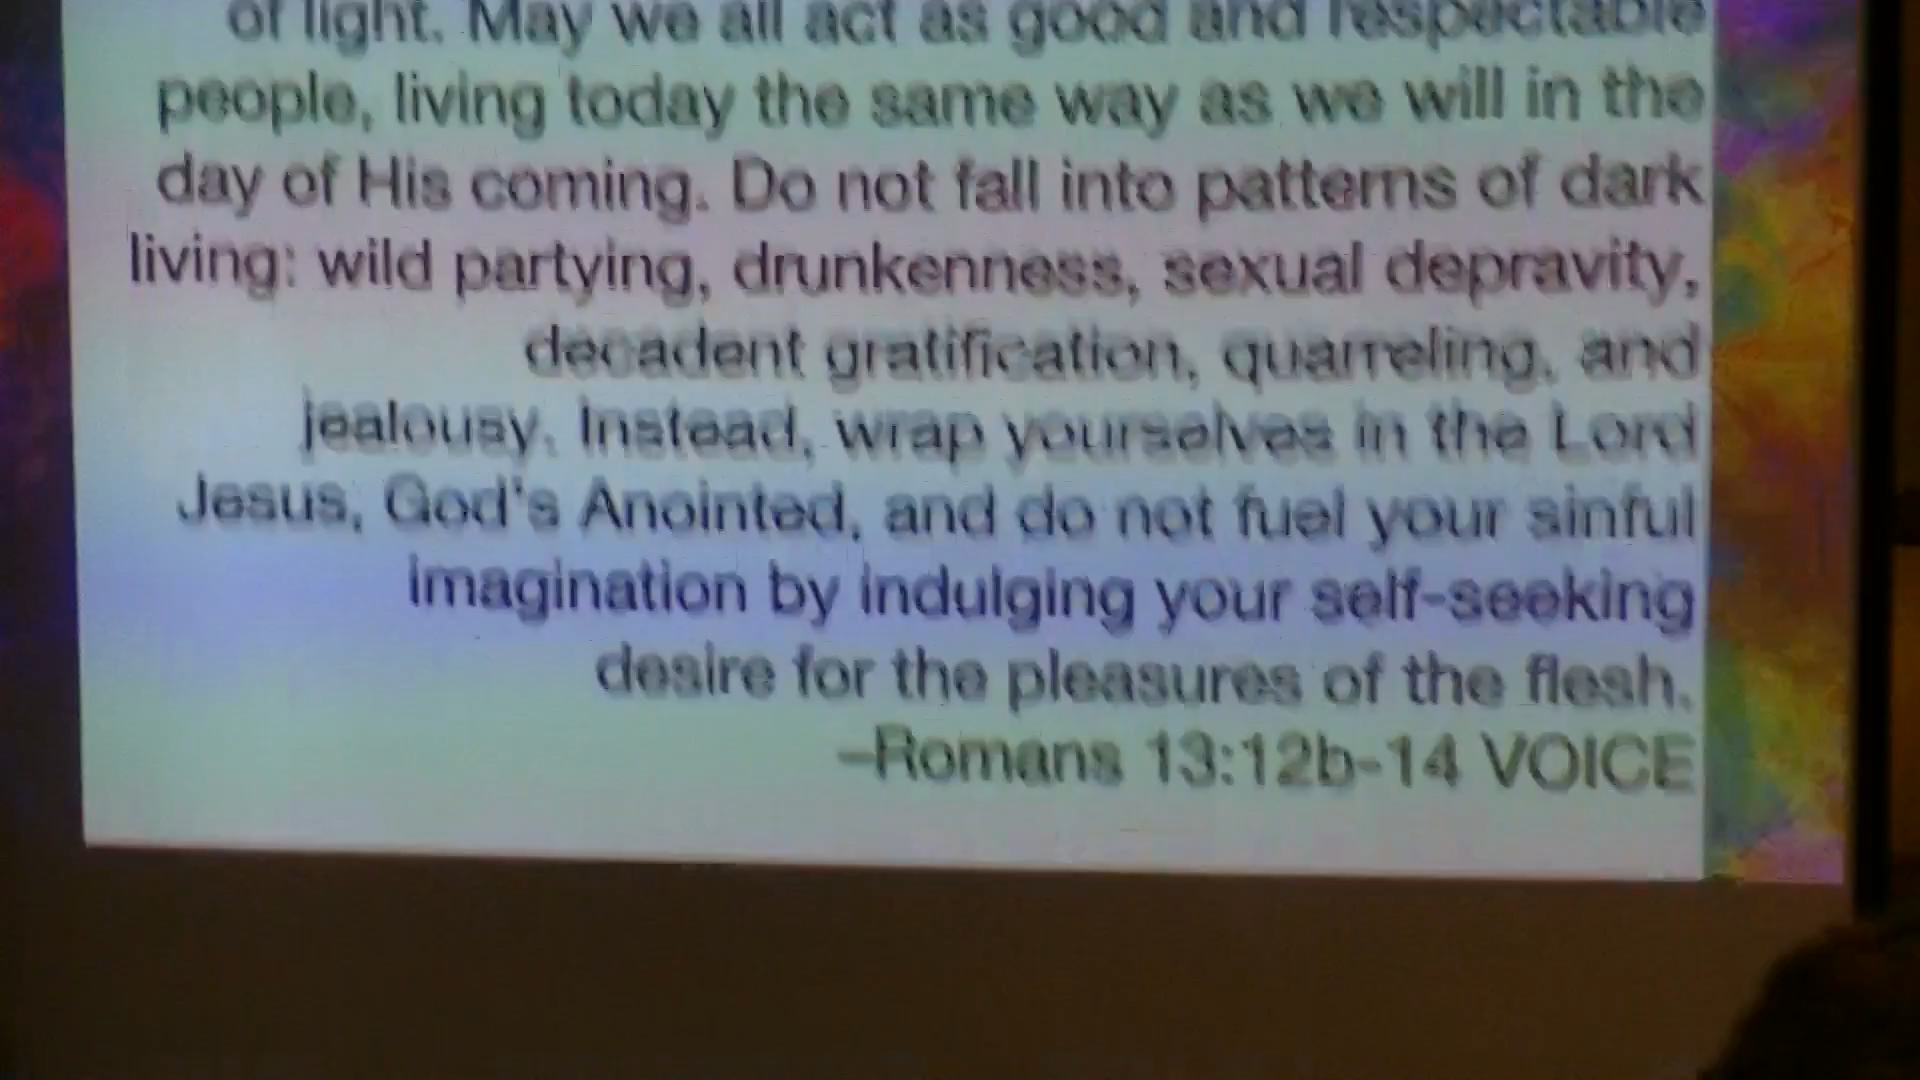 of light. May we all act as good and respectable
people, living today the same way as we will in the
day of His coming. Do not fall into patterns of dark
living: wild partying, drunkenness, sexual depravity,
decadent gratification, quarreling, and
jealousy. Instead, wrap yourselves in the Lord
Jesus, God's Anointed, and do not fuel your sinful
imagination by indulging your self-seeking
desire for the pleasures of the flesh.
–Romans 13:12b-14 VOICE